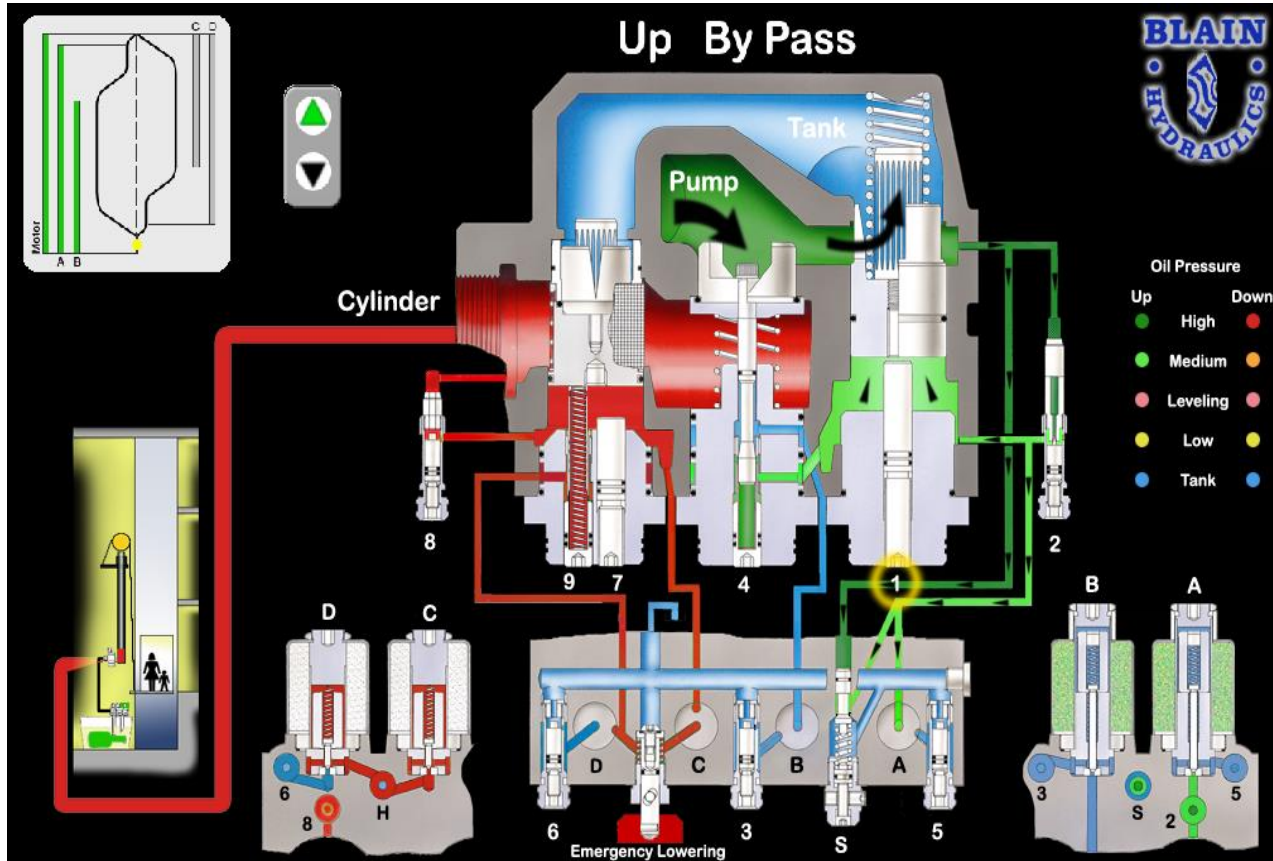 Up By Pass
BLAIN
HYDRAULICS
C D
Motor
A B
Tank
Pump
Cylinder
Oil Pressure
Up Down
High
Medium
Leveling
Low
Tank
8
9 7
4
1
2
D C
6
H
8
D C B A
6 3 S 5
Emergency Lowering
B A
3 S 2 5